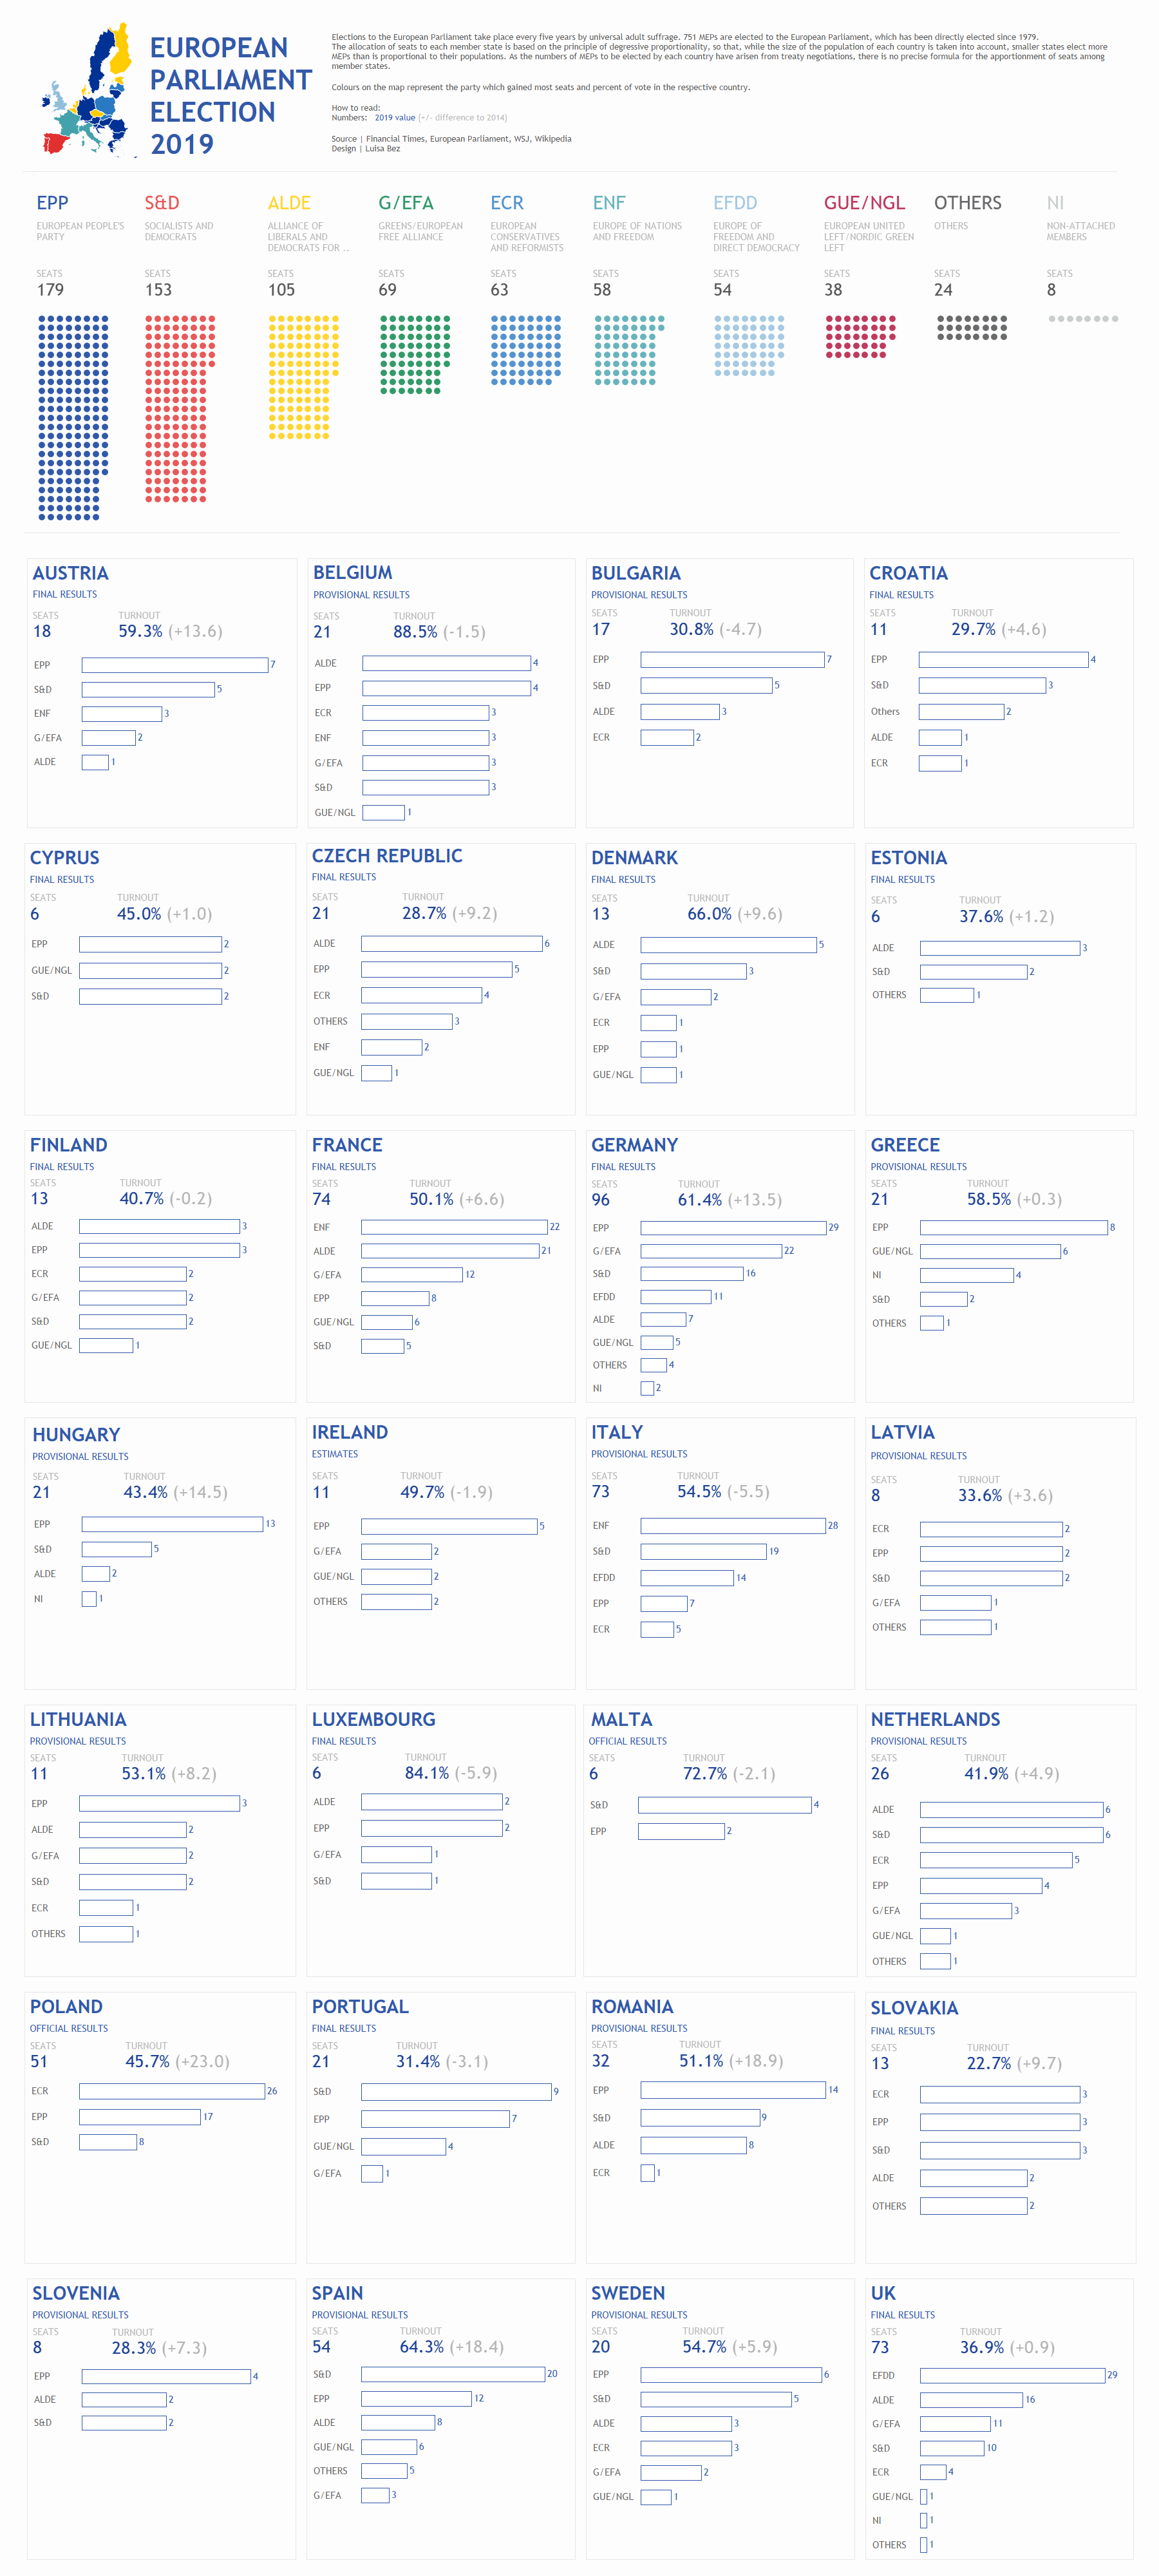 EUROPEAN
PARLIAMENT
ELECTION
2019
Elections to the European Parliament take place every five years by universal adult suffrage. 751 MEPs are elected to the European Parliament, which has been directly elected since 1979.
The allocation of seats to each member state is based on the principle of degressive proportionality, so that, while the size of the population of each country is taken into account, smaller states elect more
MEPs than is proportional to their populations. As the numbers of MEPs to be elected by each country have arisen from treaty negotiations, there is no precise formula for the apportionment of seats among
member states.
Colours on the map represent the party which gained most seats and percent of vote in the respective country.
How to read:
Numbers: 2019 value (+/- difference to 2014)
Source | Financial Times, European Parliament, WSJ, Wikipedia
Design | Luisa Bez
EPP
EUROPEAN PEOPLE'S
PARTY
SEATS
179
S&D
SOCIALISTS AND
DEMOCRATS
SEATS
153
ALDE
ALLIANCE OF
LIBERALS AND
DEMOCRATS FOR ..
SEATS
105
G/EFA
GREENS/EUROPEAN
FREE ALLIANCE
SEATS
69
ECR
EUROPEAN
CONSERVATIVES
AND REFORMISTS
SEATS
63
ENF
EUROPE OF NATIONS
AND FREEDOM
SEATS
58
EFDD
EUROPE OF
FREEDOM AND
DIRECT DEMOCRACY
SEATS
54
GUE/NGL
EUROPEAN UNITED
LEFT/NORDIC GREEN
LEFT
SEATS
38
OTHERS
OTHERS
SEATS
24
NI
NON-ATTACHED
MEMBERS
SEATS
8
AUSTRIA
FINAL RESULTS
SEATS TURNOUT
18 59.3% (+13.6)
EPP 7
S&D 5
ENF 3
G/EFA 2
ALDE 1
BELGIUM
PROVISIONAL RESULTS
SEATS TURNOUT
21 88.5% (-1.5)
ALDE 4
EPP 4
ECR 3
ENF 3
G/EFA 3
S&D 3
GUE/NGL 1
BULGARIA
PROVISIONAL RESULTS
SEATS TURNOUT
17 30.8% (-4.7)
EPP 7
S&D 5
ALDE 3
ECR 2
CROATIA
FINAL RESULTS
SEATS TURNOUT
11 29.7% (+4.6)
EPP 4
S&D 3
Others 2
ALDE 1
ECR 1
CYPRUS
FINAL RESULTS
SEATS TURNOUT
6 45.0% (+1.0)
EPP 2
GUE/NGL 2
S&D 2
CZECH REPUBLIC
FINAL RESULTS
SEATS TURNOUT
21 28.7% (+9.2)
ALDE 6
EPP 5
ECR 4
OTHERS 3
ENF 2
GUE/NGL 1
DENMARK
FINAL RESULTS
SEATS TURNOUT
13 66.0% (+9.6)
ALDE 5
S&D 3
G/EFA 2
ECR 1
EPP 1
GUE/NGL 1
ESTONIA
FINAL RESULTS
SEATS TURNOUT
6 37.6% (+1.2)
ALDE 3
S&D 2
OTHERS 1
FINLAND
FINAL RESULTS
SEATS TURNOUT
13 40.7% (-0.2)
ALDE 3
EPP 3
ECR 2
G/EFA 2
S&D 2
GUE/NGL 1
FRANCE
FINAL RESULTS
SEATS TURNOUT
74 50.1% (+6.6)
ENF 22
ALDE 21
G/EFA 12
EPP 8
GUE/NGL 6
S&D 5
GERMANY
FINAL RESULTS
SEATS TURNOUT
96 61.4% (+13.5)
EPP 29
G/EFA 22
S&D 16
EFDD 11
ALDE 7
GUE/NGL 5
OTHERS 4
NI 2
GREECE
PROVISIONAL RESULTS
SEATS TURNOUT
21 58.5% (+0.3)
EPP 8
GUE/NGL 6
NI 4
S&D 2
OTHERS 1
HUNGARY
PROVISIONAL RESULTS
SEATS TURNOUT
21 43.4% (+14.5)
EPP 13
S&D 5
ALDE 2
NI 1
IRELAND
ESTIMATES
SEATS TURNOUT
11 49.7% (-1.9)
EPP 5
G/EFA 2
GUE/NGL 2
OTHERS 2
ITALY
PROVISIONAL RESULTS
SEATS TURNOUT
73 54.5% (-5.5)
ENF 28
S&D 19
EFDD 14
EPP 7
ECR 5
LATVIA
PROVISIONAL RESULTS
SEATS TURNOUT
8 33.6% (+3.6)
ECR 2
EPP 2
S&D 2
G/EFA 1
OTHERS 1
LITHUANIA
PROVISIONAL RESULTS
SEATS TURNOUT
11 53.1% (+8.2)
EPP 3
ALDE 2
G/EFA 2
S&D 2
ECR 1
OTHERS 1
LUXEMBOURG
FINAL RESULTS
SEATS TURNOUT
6 84.1% (-5.9)
ALDE 2
EPP 2
G/EFA 1
S&D 1
MALTA
OFFICIAL RESULTS
SEATS TURNOUT
6 72.7% (-2.1)
S&D 4
EPP 2
NETHERLANDS
PROVISIONAL RESULTS
SEATS TURNOUT
26 41.9% (+4.9)
ALDE 6
S&D 6
ECR 5
EPP 4
G/EFA 3
GUE/NGL 1
OTHERS 1
POLAND
OFFICIAL RESULTS
SEATS TURNOUT
51 45.7% (+23.0)
ECR 26
EPP 17
S&D 8
PORTUGAL
FINAL RESULTS
SEATS TURNOUT
21 31.4% (-3.1)
S&D 9
EPP 7
GUE/NGL 4
G/EFA 1
ROMANIA
PROVISIONAL RESULTS
SEATS TURNOUT
32 51.1% (+18.9)
EPP 14
S&D 9
ALDE 8
ECR 1
SLOVAKIA
FINAL RESULTS
SEATS TURNOUT
13 22.7% (+9.7)
ECR 3
EPP 3
S&D 3
ALDE 2
OTHERS 2
SLOVENIA
PROVISIONAL RESULTS
SEATS TURNOUT
8 28.3% (+7.3)
EPP 4
ALDE 2
S&D 2
SPAIN
PROVISIONAL RESULTS
SEATS TURNOUT
54 64.3% (+18.4)
S&D 20
EPP 12
ALDE 8
GUE/NGL 6
OTHERS 5
G/EFA 3
SWEDEN
PROVISIONAL RESULTS
SEATS TURNOUT
20 54.7% (+5.9)
EPP 6
S&D 5
ALDE 3
ECR 3
G/EFA 2
GUE/NGL 1
UK
FINAL RESULTS
SEATS TURNOUT
73 36.9% (+0.9)
EFDD 29
ALDE 16
G/EFA 11
S&D 10
ECR 4
GUE/NGL 1
NI 1
OTHERS 1